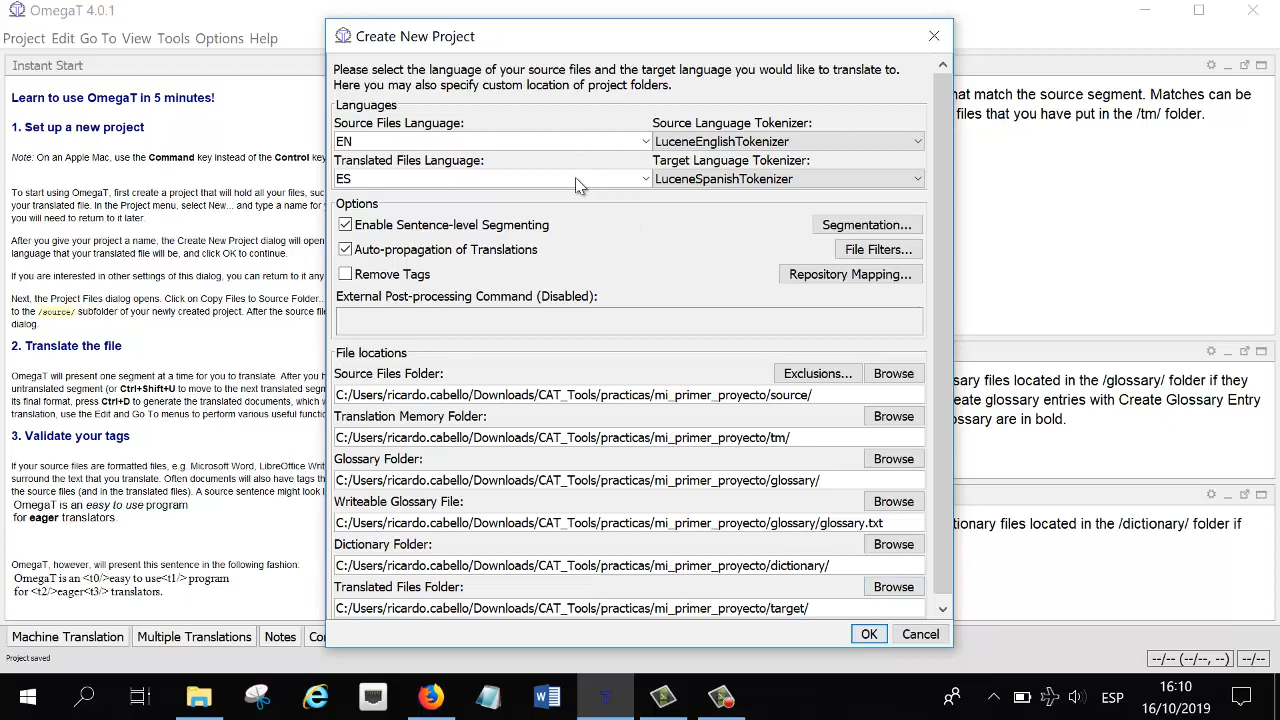 OmegaT 4.0.1
Project Edit Go To View Tools Options Help
Instant Start
Learn to use OmegaT in 5 minutes!
1. Set up a new project
Note: On an Apple Mac, use the Command key instead of the Control key
To start using OmegaT, first create a project that will hold all your files, suc
your translated file. In the Project menu, select New... and type a name for y
you will need to return to it later.
After you give your project a name, the Create New Project dialog will open
language that your translated file will be, and click OK to continue.
If you are interested in other settings of this dialog, you can return to it any
Next, the Project Files dialog opens. Click on Copy Files to Source Folder...
to the /source/ subfolder of your newly created project. After the source file
dialog.
2. Translate the file
OmegaT will present one segment at a time for you to translate. After you h
untranslated segment (or Ctrl+Shift+U to move to the next translated segm
its final format, press Ctrl+D to generate the translated documents, which w
translation, use the Edit and Go To menus to perform various useful function
3. Validate your tags
If your source files are formatted files, e.g. Microsoft Word, LibreOffice Writ
surround the text that you translate. Often documents will also have tags th
the source files (and in the translated files). A source sentence might look l
OmegaT is an easy to use program
for eager translators.
OmegaT, however, will present this sentence in the following fashion:
OmegaT is an <t0/>easy to use<t1/> program
for <t2/>eager<t3/> translators.
Create New Project
Please select the language of your source files and the target language you would like to translate to.
Here you may also specify custom location of project folders.
Languages
Source Files Language: Source Language Tokenizer:
EN LuceneEnglishTokenizer
Translated Files Language: Target Language Tokenizer:
ES LuceneSpanishTokenizer
Options
Enable Sentence-level Segmenting Segmentation...
Auto-propagation of Translations File Filters...
Remove Tags Repository Mapping...
External Post-processing Command (Disabled):
File locations
Source Files Folder: Exclusions... Browse
C:/Users/ricardo.cabello/Downloads/CAT_Tools/practicas/mi_primer_proyecto/source/
Translation Memory Folder: Browse
C:/Users/ricardo.cabello/Downloads/CAT_Tools/practicas/mi_primer_proyecto/tm/
Glossary Folder: Browse
C:/Users/ricardo.cabello/Downloads/CAT_Tools/practicas/mi_primer_proyecto/glossary/
Writeable Glossary File: Browse
C:/Users/ricardo.cabello/Downloads/CAT_Tools/practicas/mi_primer_proyecto/glossary/glossary.txt
Dictionary Folder: Browse
C:/Users/ricardo.cabello/Downloads/CAT_Tools/practicas/mi_primer_proyecto/dictionary/
Translated Files Folder: Browse
C:/Users/ricardo.cabello/Downloads/CAT_Tools/practicas/mi_primer_proyecto/target/
OK Cancel
hat match the source segment. Matches can be
files that you have put in the /tm/ folder.
sary files located in the /glossary/ folder if they
eate glossary entries with Create Glossary Entry
ossary are in bold.
tionary files located in the /dictionary/ folder if
Machine Translation Multiple Translations Notes Co
Project saved
--/-- (--/--, --) --/--
ESP
16:10
16/10/2019